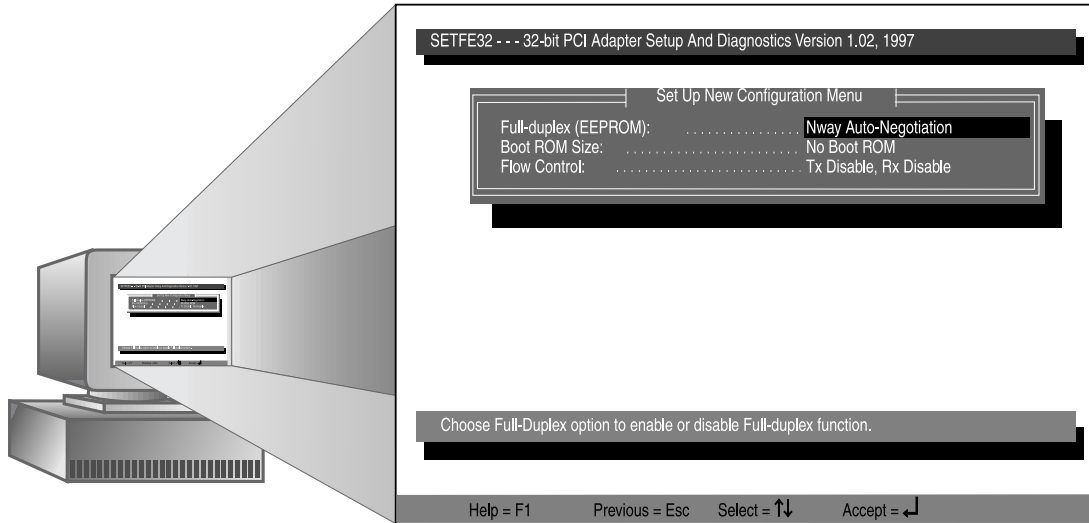 SETFE32 - - - 32-bit PCI Adapter Setup And Diagnostics Version 1.02, 1997
Set Up New Configuration Menu
Full-duplex (EEPROM): . . . . . . . . . . . . . . . . Nway Auto-Negotiation
Boot ROM Size: . . . . . . . . . . . . . . . . . . . . . . . . No Boot ROM
Flow Control: . . . . . . . . . . . . . . . . . . . . . . . . . . Tx Disable, Rx Disable
Choose Full-Duplex option to enable or disable Full-duplex function.
Help = F1 Previous = Esc Select = ↑↓ Accept = ↵